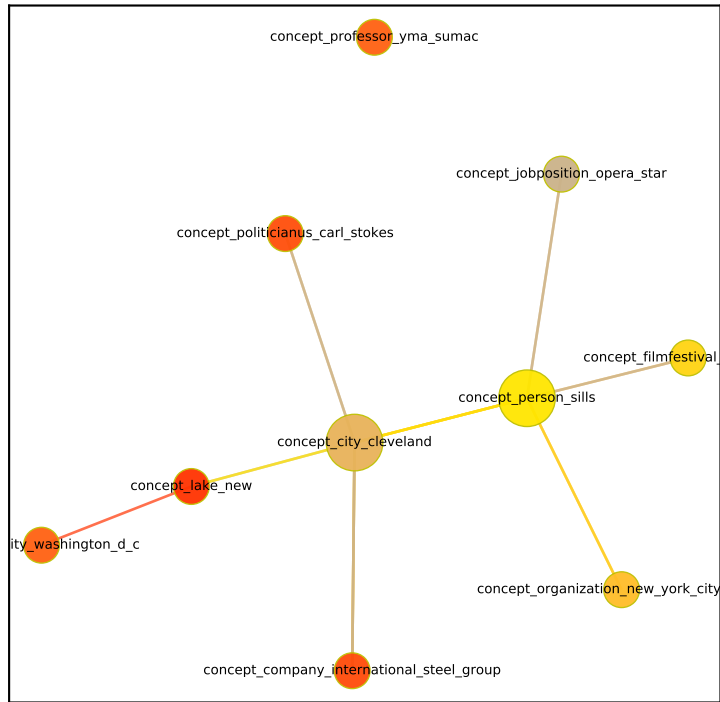 concept_professor_yma_sumac
concept_jobposition_opera_star
concept_politicianus_carl_stokes
concept_filmfestival_
concept_person_sills
concept_city_cleveland
concept_lake_new
ity_washington_d_c
concept_organization_new_york_city
concept_company_international_steel_group